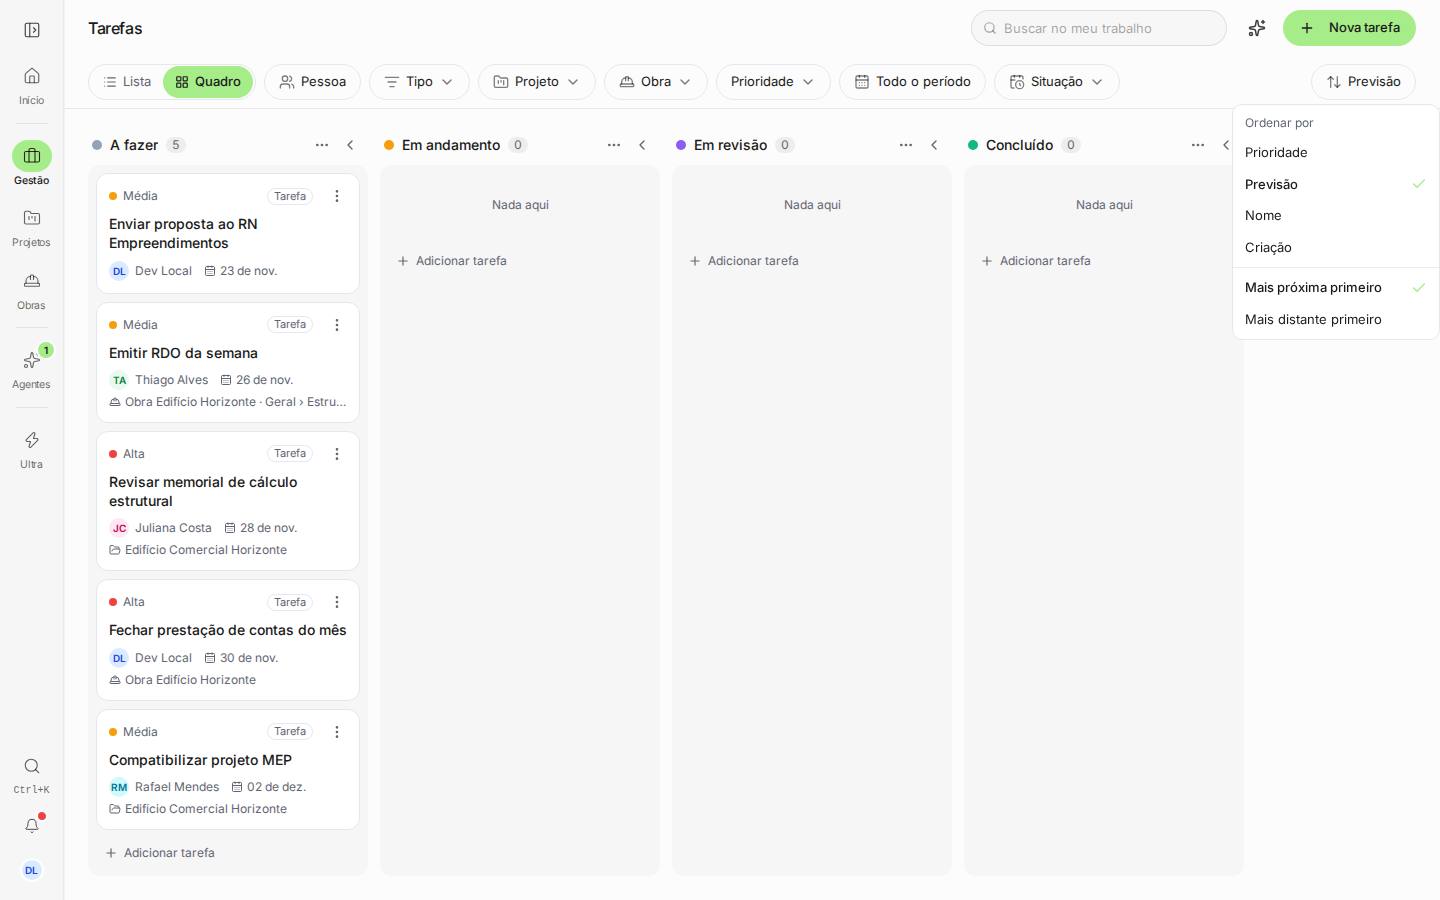 Tarefas
Buscar no meu trabalho
Nova tarefa
Lista
Quadro
Pessoa
Tipo
Projeto
Obra
Prioridade
Todo o período
Situação
Previsão
Início
Gestão
Projetos
Obras
1
Agentes
Ultra
Ctrl+K
DL
A fazer 5
Média
Tarefa
Enviar proposta ao RN
Empreendimentos
DL Dev Local 23 de nov.
Média
Tarefa
Emitir RDO da semana
TA Thiago Alves 26 de nov.
Obra Edifício Horizonte · Geral › Estru...
Alta
Tarefa
Revisar memorial de cálculo
estrutural
JC Juliana Costa 28 de nov.
Edifício Comercial Horizonte
Alta
Tarefa
Fechar prestação de contas do mês
DL Dev Local 30 de nov.
Obra Edifício Horizonte
Média
Tarefa
Compatibilizar projeto MEP
RM Rafael Mendes 02 de dez.
Edifício Comercial Horizonte
Adicionar tarefa
Em andamento 0
Nada aqui
Adicionar tarefa
Em revisão 0
Nada aqui
Adicionar tarefa
Concluído 0
Nada aqui
Adicionar tarefa
Ordenar por
Prioridade
Previsão
Nome
Criação
Mais próxima primeiro
Mais distante primeiro